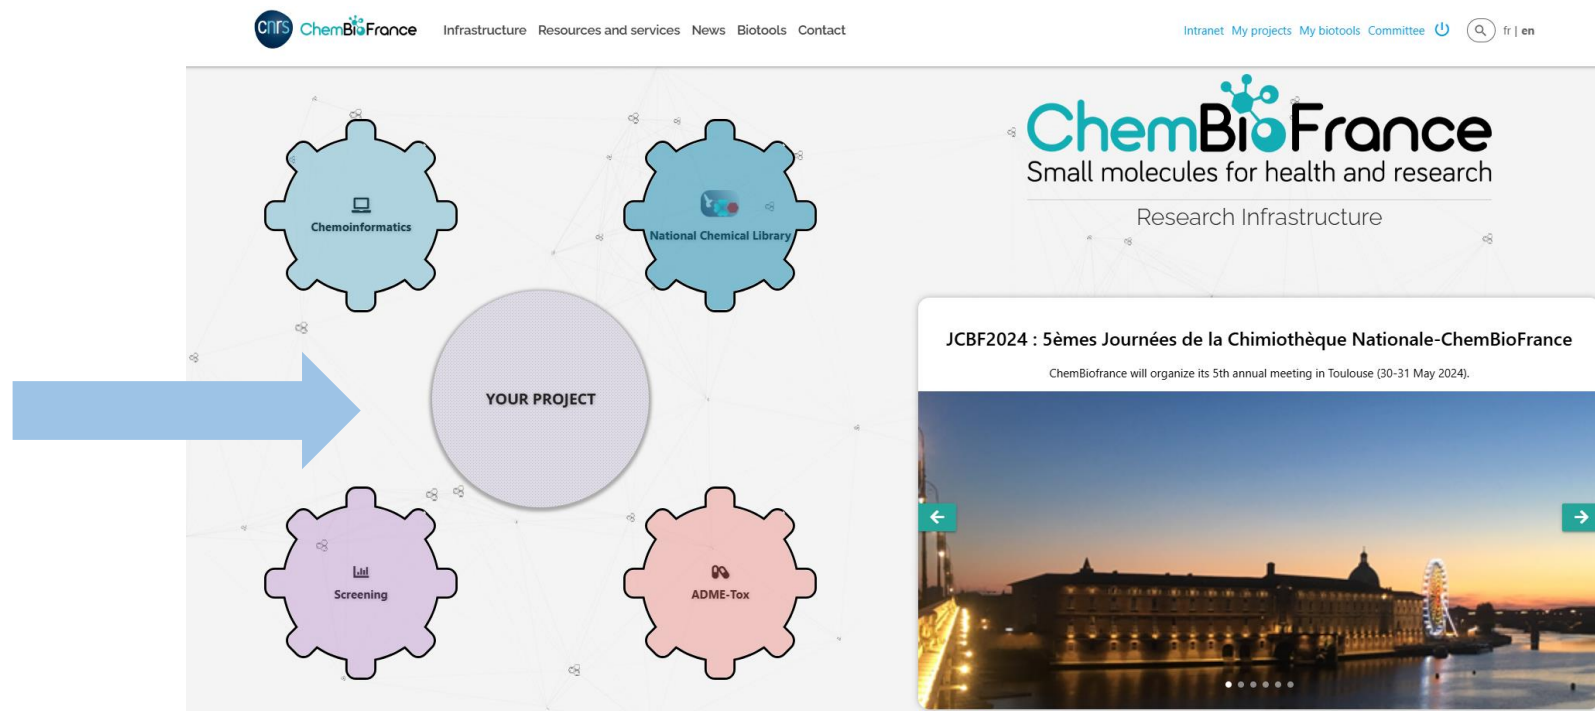 cnrs ChemBioFrance Infrastructure Resources and services News Biotools Contact Intranet My projects My biotools Committee fr | en
ChemBioFrance
Small molecules for health and research
Research Infrastructure
Chemoinformatics
National Chemical Library
YOUR PROJECT
Screening
ADME-Tox
JCBF2024 : 5èmes Journées de la Chimiothèque Nationale-ChemBioFrance
ChemBiofrance will organize its 5th annual meeting in Toulouse (30-31 May 2024).